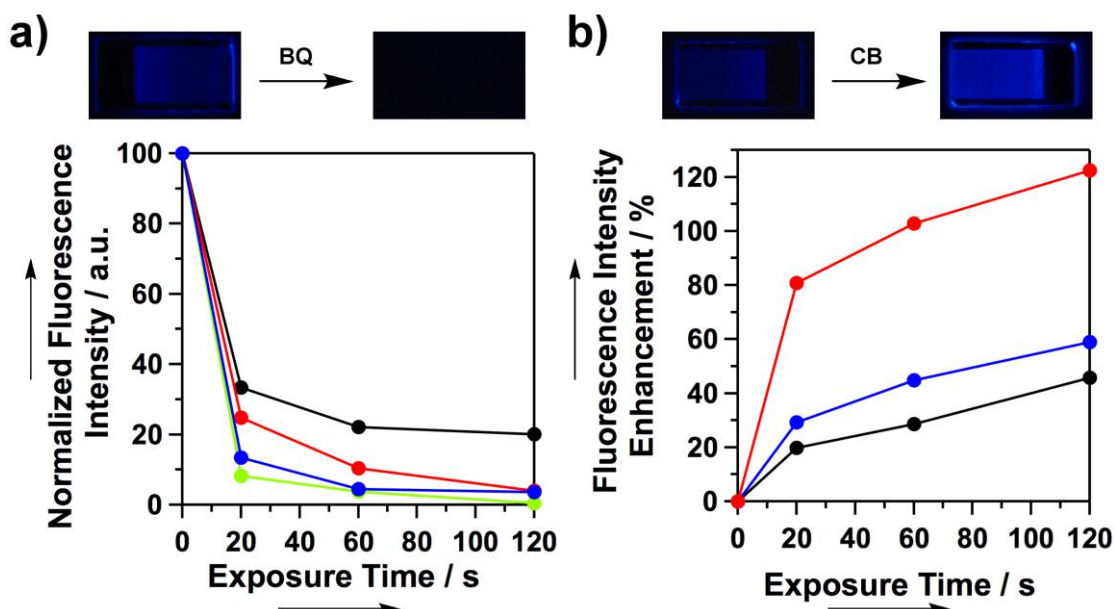 a)
BQ
Normalized Fluorescence
Intensity / a.u.
100
80
60
40
20
0
0 20 40 60 80 100 120
Exposure Time / s
b)
CB
Fluorescence Intensity
Enhancement / %
120
100
80
60
40
20
0
0 20 40 60 80 100 120
Exposure Time / s